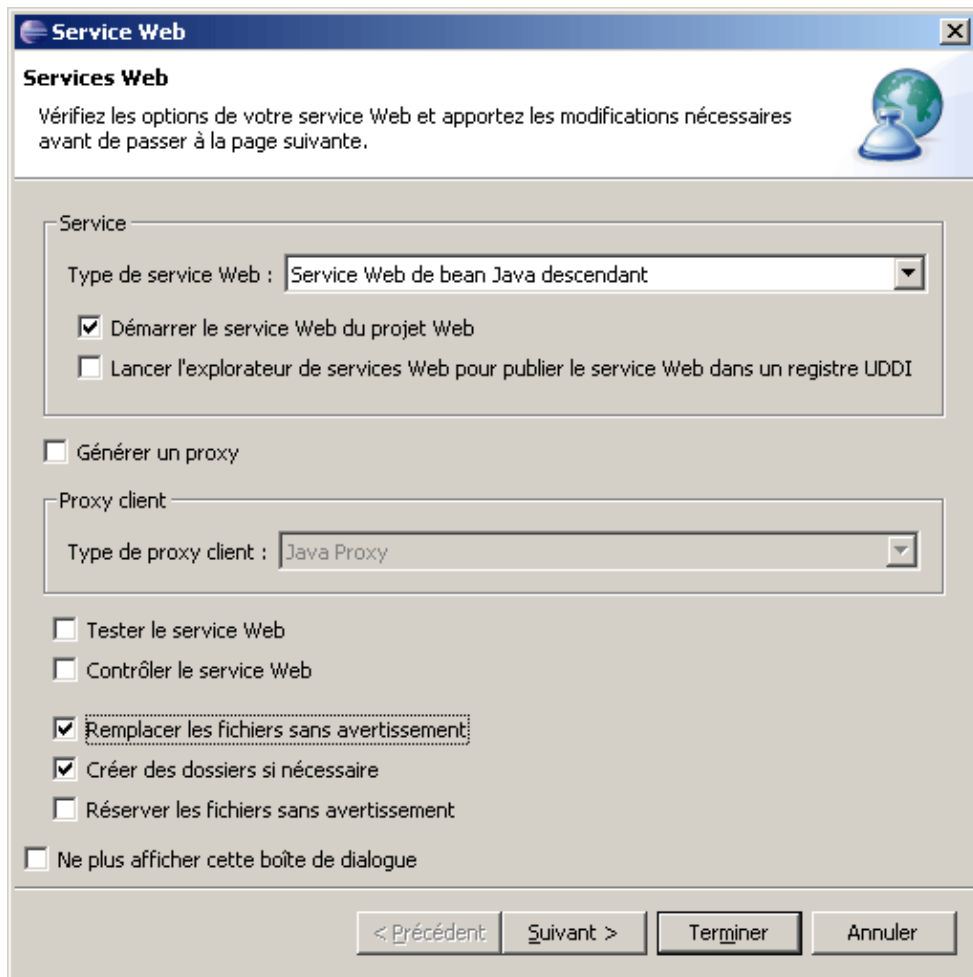 Service Web
Services Web
Vérifiez les options de votre service Web et apportez les modifications nécessaires
avant de passer à la page suivante.
Service
Type de service Web : Service Web de bean Java descendant
Démarrer le service Web du projet Web
Lancer l'explorateur de services Web pour publier le service Web dans un registre UDDI
Générer un proxy
Proxy client
Type de proxy client : Java Proxy
Tester le service Web
Contrôler le service Web
Remplacer les fichiers sans avertissement
Créer des dossiers si nécessaire
Réserver les fichiers sans avertissement
Ne plus afficher cette boîte de dialogue
< Précédent Suivant > Terminer Annuler